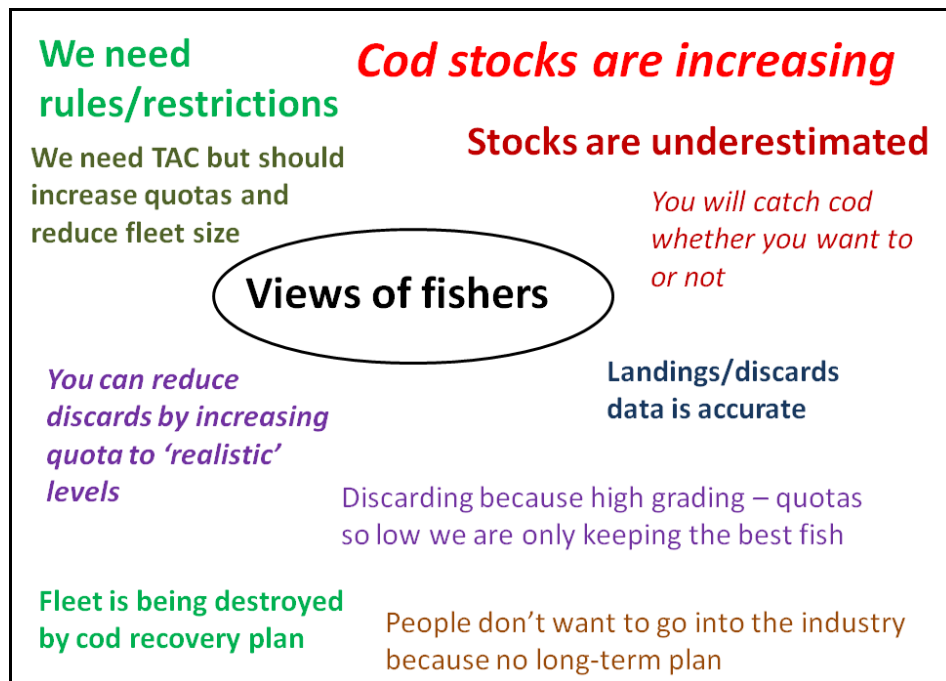 We need
rules/restrictions
Cod stocks are increasing
Stocks are underestimated
We need TAC but should
increase quotas and
reduce fleet size
You will catch cod
whether you want to
or not
Views of fishers
You can reduce
discards by increasing
quota to ‘realistic’
levels
Landings/discards
data is accurate
Discarding because high grading – quotas
so low we are only keeping the best fish
Fleet is being destroyed
by cod recovery plan
People don’t want to go into the industry
because no long-term plan